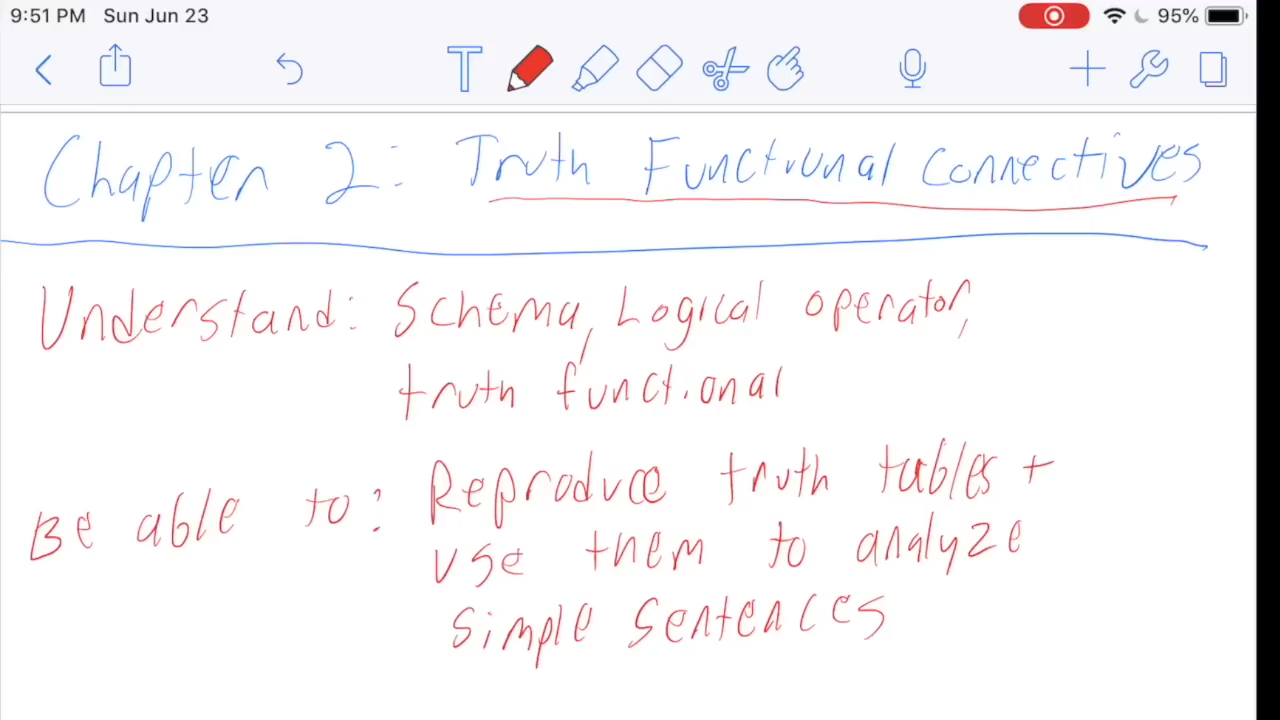 9:51 PM Sun Jun 23 95%
T
Chapter 2: Truth Functional Connectives
Understand: Schema, Logical operator,
truth functional
Be able to: Reproduce truth tables +
use them to analyze
simple sentences